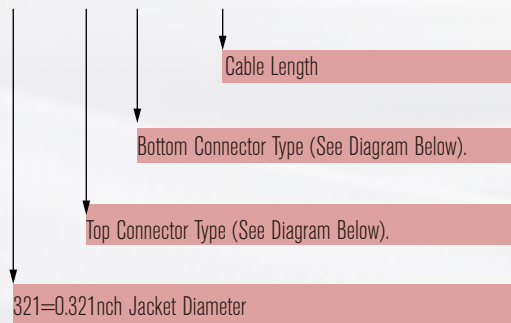 Cable Length
Bottom Connector Type (See Diagram Below).
Top Connector Type (See Diagram Below).
321=0.321nch Jacket Diameter